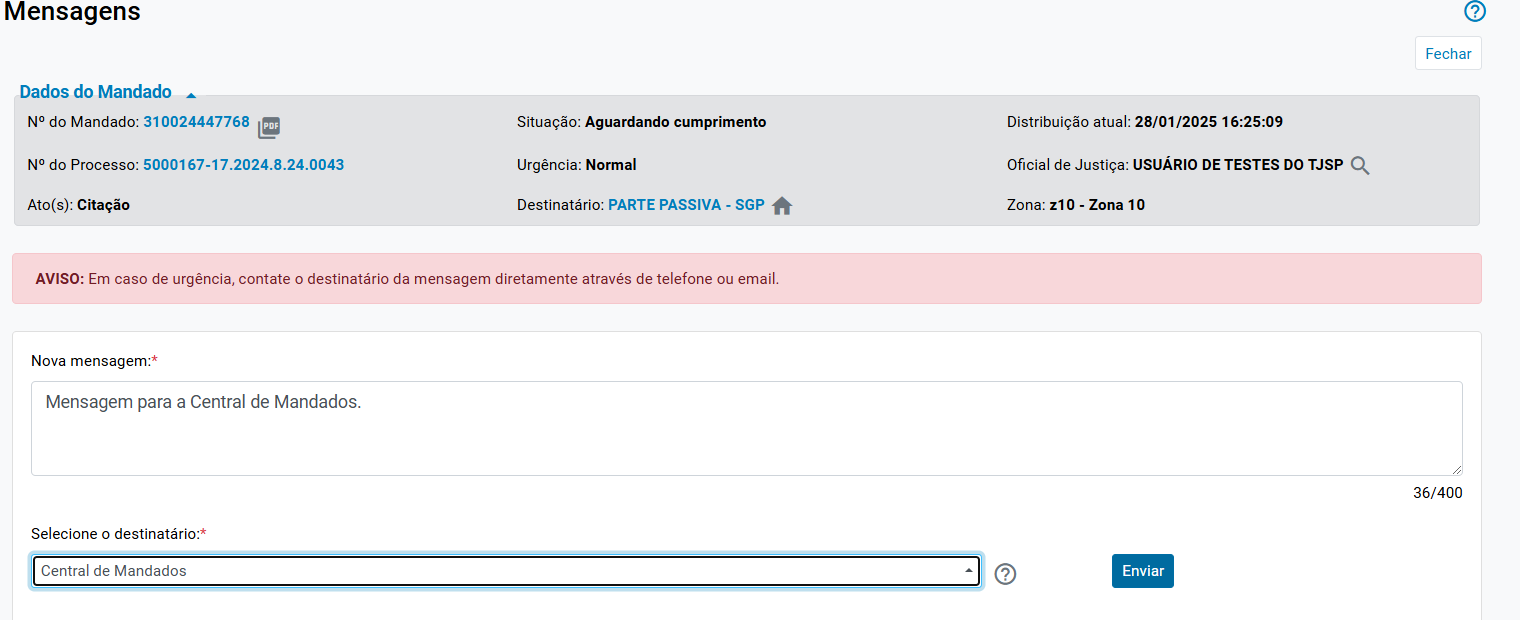 Mensagens
Fechar
Dados do Mandado
Nº do Mandado: 310024447768 PDF Situação: Aguardando cumprimento Distribuição atual: 28/01/2025 16:25:09
Nº do Processo: 5000167-17.2024.8.24.0043 Urgência: Normal Oficial de Justiça: USUÁRIO DE TESTES DO TJSP
Ato(s): Citação Destinatário: PARTE PASSIVA - SGP Zona: z10 - Zona 10
AVISO: Em caso de urgência, contate o destinatário da mensagem diretamente através de telefone ou email.
Nova mensagem:*
Mensagem para a Central de Mandados.
36/400
Selecione o destinatário:*
Central de Mandados
Enviar